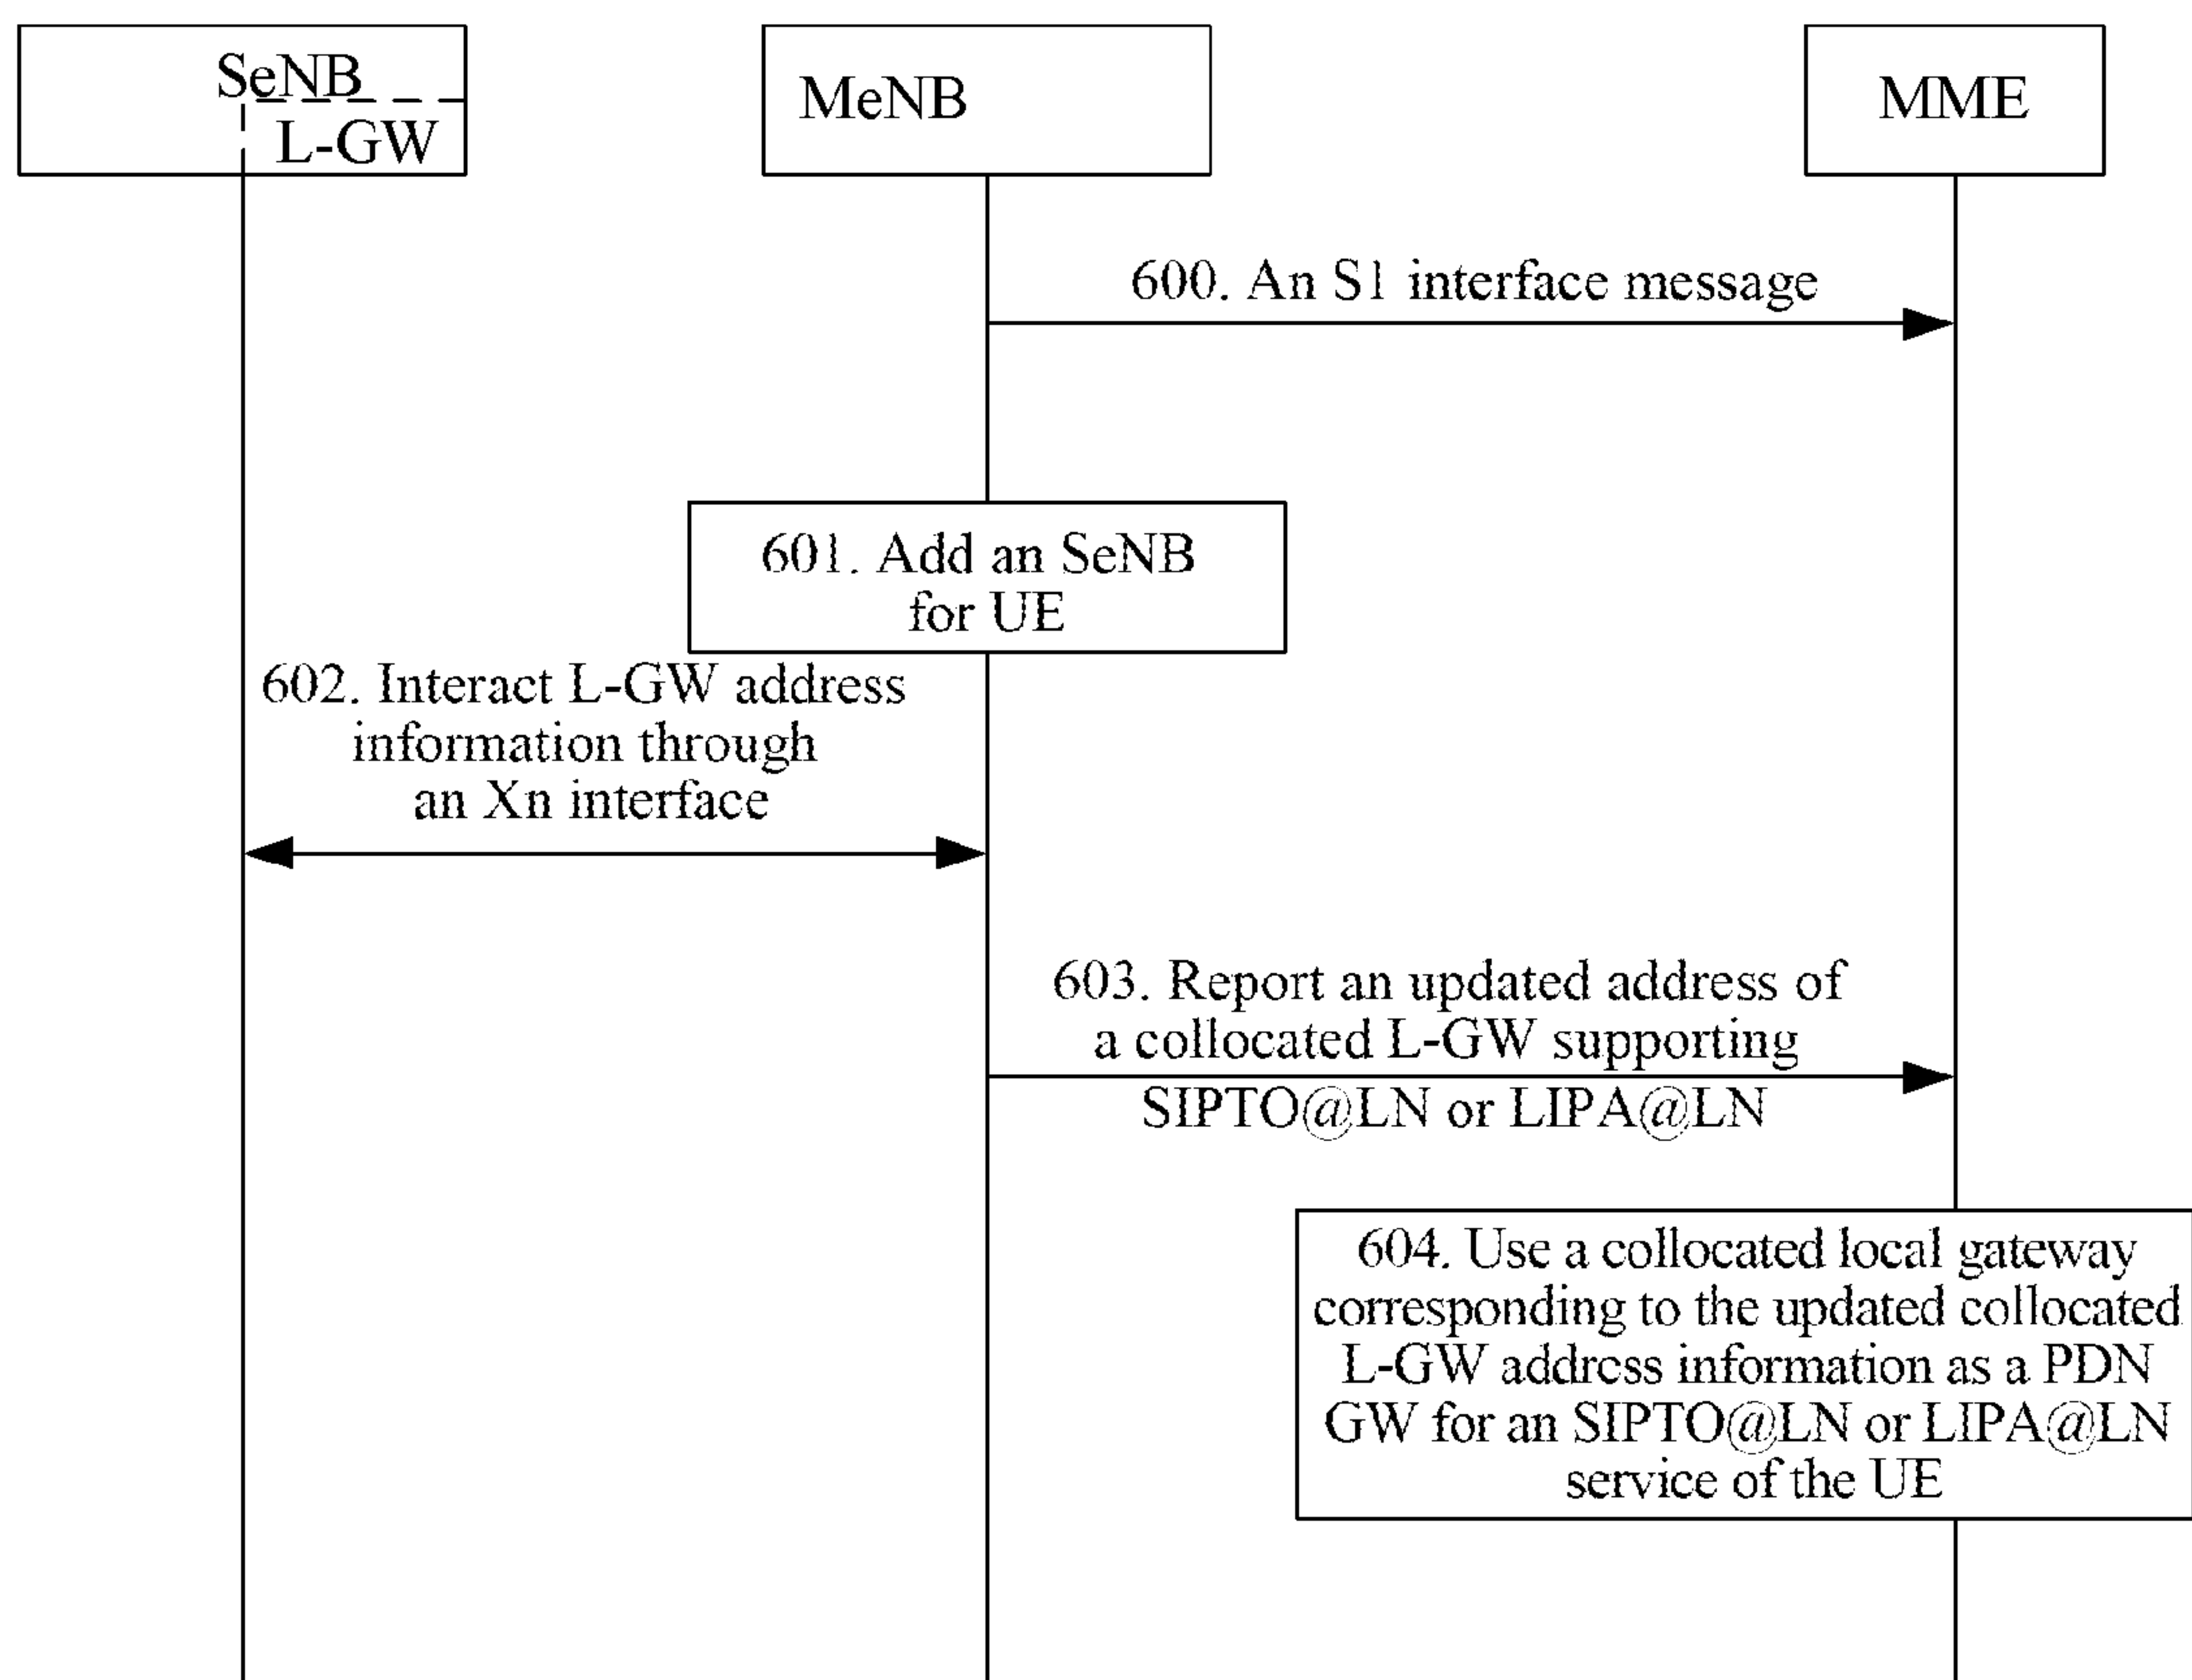 SeNB
L-GW
MeNB
MME
600. An S1 interface message
601. Add an SeNB
for UE
602. Interact L-GW address
information through
an Xn interface
603. Report an updated address of
a collocated L-GW supporting
SIPTO@LN or LIPA@LN
604. Use a collocated local gateway
corresponding to the updated collocated
L-GW address information as a PDN
GW for an SIPTO@LN or LIPA@LN
service of the UE